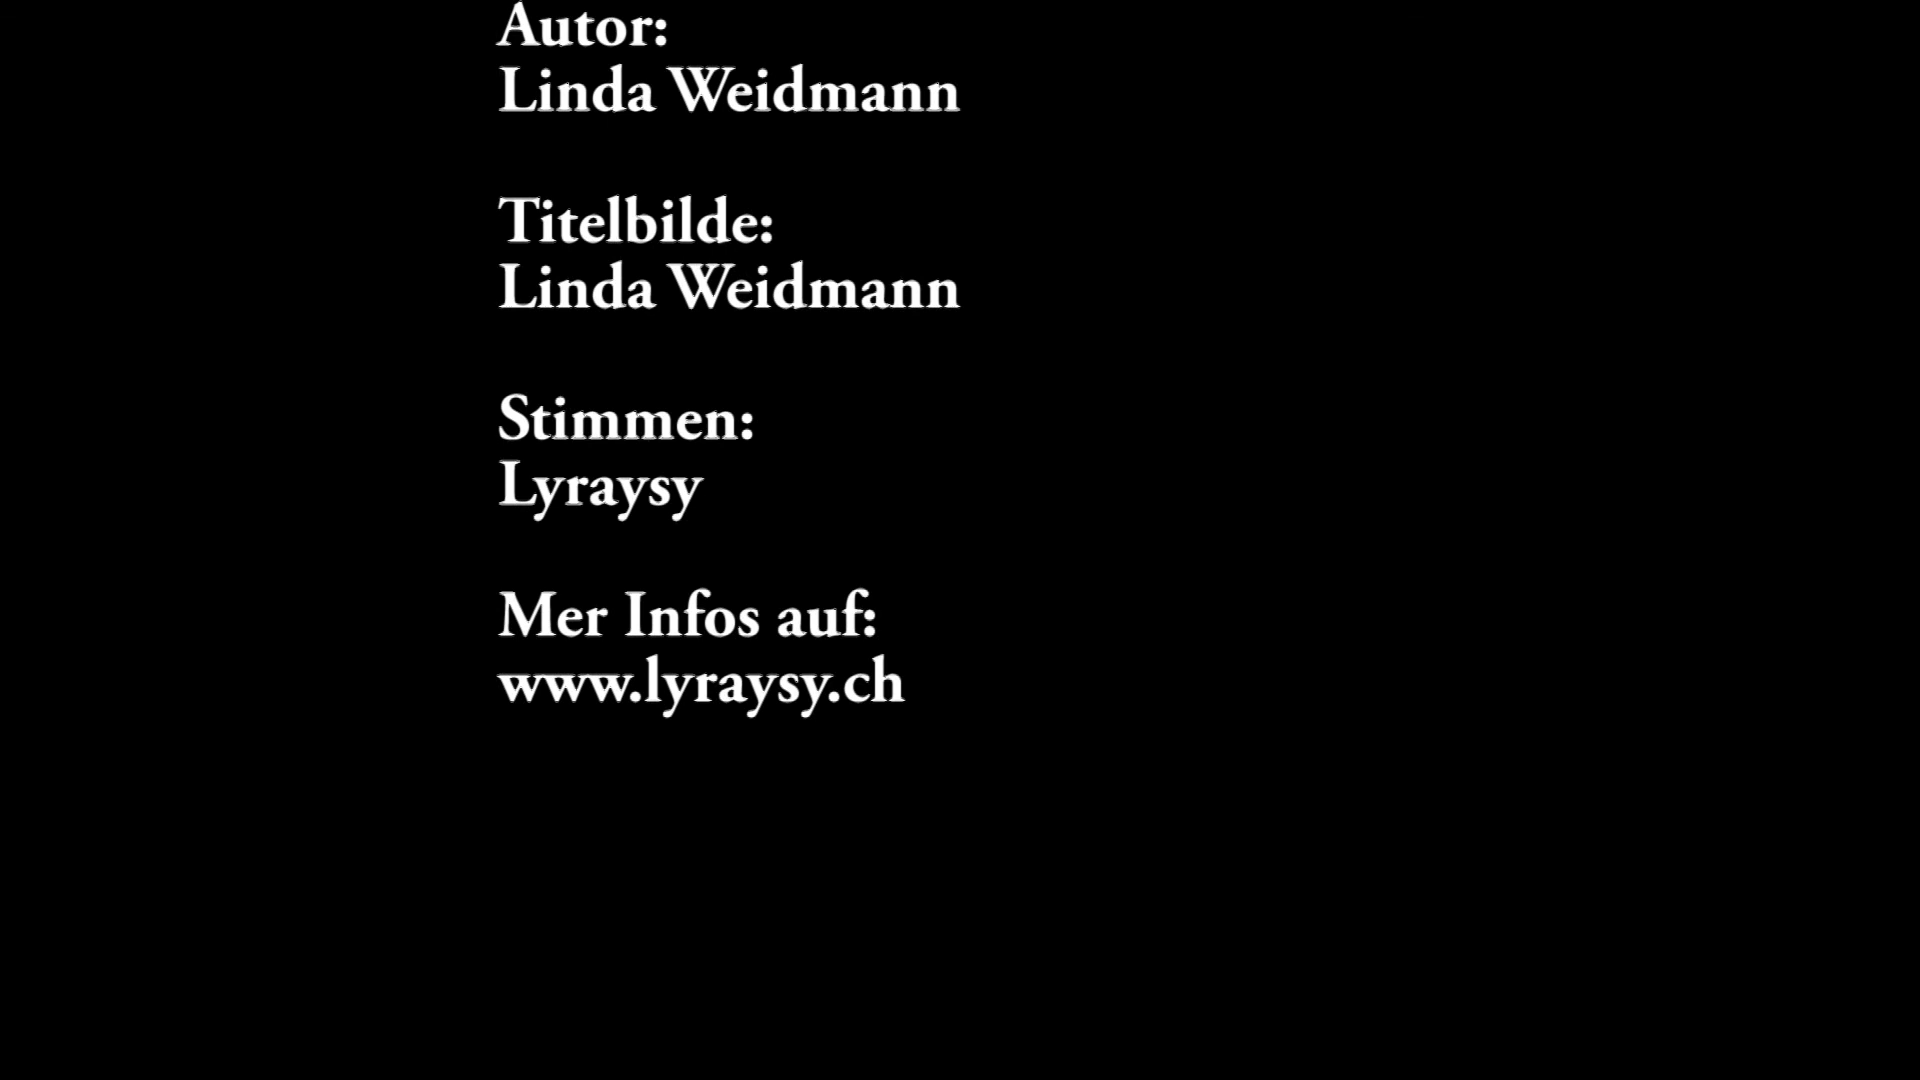 Autor:
Linda Weidmann
Titelbilde:
Linda Weidmann
Stimmen:
Lyraysy
Mer Infos auf:
www.lyraysy.ch